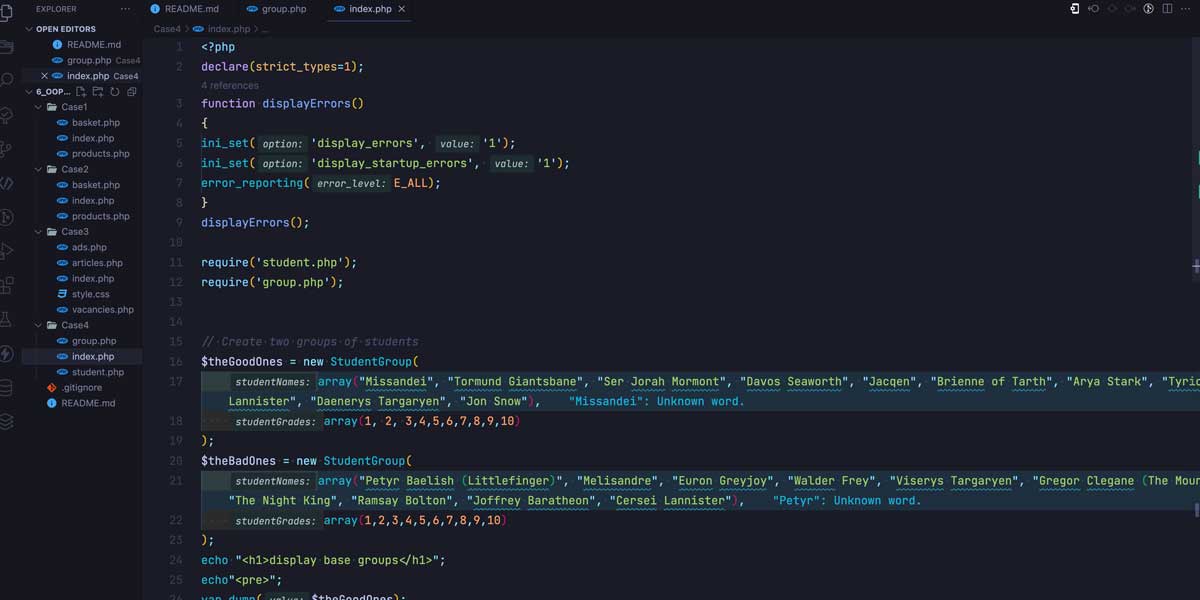 EXPLORER ···
README.md group.php index.php
OPEN EDITORS
README.md
group.php Case4
index.php Case4
6_OOP...
Case1
basket.php
index.php
products.php
Case2
basket.php
index.php
products.php
Case3
ads.php
articles.php
index.php
style.css
vacancies.php
Case4
group.php
index.php
student.php
.gitignore
README.md
Case4 > index.php > ...
1 <?php
2 declare(strict_types=1);
4 references
3 function displayErrors()
4 {
5 ini_set( option: 'display_errors', value: '1');
6 ini_set( option: 'display_startup_errors', value: '1');
7 error_reporting( error_level: E_ALL);
8 }
9 displayErrors();
10
11 require('student.php');
12 require('group.php');
13
14
15 // Create two groups of students
16 $theGoodOnes = new StudentGroup(
17 studentNames: array("Missandei", "Tormund Giantsbane", "Ser Jorah Mormont", "Davos Seaworth", "Jacqen", "Brienne of Tarth", "Arya Stark", "Tyric
Lannister", "Daenerys Targaryen", "Jon Snow"), "Missandei": Unknown word.
18 studentGrades: array(1, 2, 3,4,5,6,7,8,9,10)
19 );
20 $theBadOnes = new StudentGroup(
21 studentNames: array("Petyr Baelish (Littlefinger)", "Melisandre", "Euron Greyjoy", "Walder Frey", "Viserys Targaryen", "Gregor Clegane (The Moun
"The Night King", "Ramsay Bolton", "Joffrey Baratheon", "Cersei Lannister"), "Petyr": Unknown word.
22 studentGrades: array(1,2,3,4,5,6,7,8,9,10)
23 );
24 echo "<h1>display base groups</h1>";
25 echo"<pre>";
26 var_dump( value: $theGoodOnes);